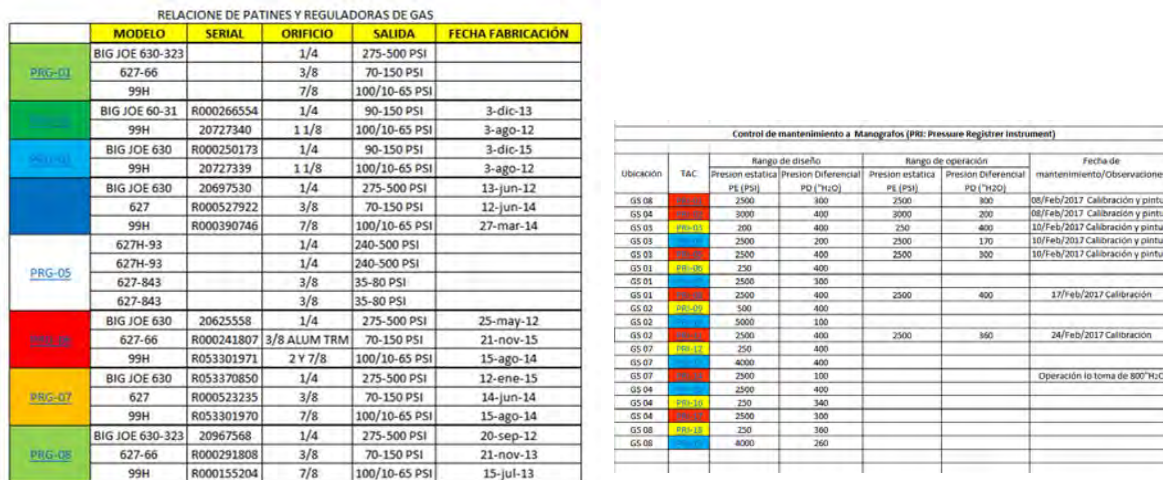 RELACIONE DE PATINES Y REGULADORAS DE GAS
MODELO SERIAL ORIFICIO SALIDA FECHA FABRICACIÓN
PRG-01
BIG JOE 630-323 1/4 275-500 PSI
627-66 3/8 70-150 PSI
99H 7/8 100/10-65 PSI
BIG JOE 60-31 R000266554 1/4 90-150 PSI 3-dic-13
99H 20727340 1 1/8 100/10-65 PSI 3-ago-12
BIG JOE 630 R000250173 1/4 90-150 PSI 3-dic-15
99H 20727339 1 1/8 100/10-65 PSI 3-ago-12
BIG JOE 630 20697530 1/4 275-500 PSI 13-jun-12
627 R000527922 3/8 70-150 PSI 12-jun-14
99H R000390746 7/8 100/10-65 PSI 27-mar-14
PRG-05
627H-93 1/4 240-500 PSI
627H-93 1/4 240-500 PSI
627-843 3/8 35-80 PSI
627-843 3/8 35-80 PSI
BIG JOE 630 20625558 1/4 275-500 PSI 25-may-12
627-66 R000241807 3/8 ALUM TRM 70-150 PSI 21-nov-15
99H R053301971 2 Y 7/8 100/10-65 PSI 15-ago-14
PRG-07
BIG JOE 630 R053370850 1/4 275-500 PSI 12-ene-15
627 R000523235 3/8 70-150 PSI 14-jun-14
99H R053301970 7/8 100/10-65 PSI 15-ago-14
PRG-08
BIG JOE 630-323 20967568 1/4 275-500 PSI 20-sep-12
627-66 R000291808 3/8 70-150 PSI 21-nov-13
99H R000155204 7/8 100/10-65 PSI 15-jul-13
Control de mantenimiento a Manografos (PRI: Pressure Registrer Instrument)
Rango de diseño Rango de operación Fecha de
Ubicación TAC Presion estatica Presion Diferencial Presion estatica Presion Diferencial mantenimiento/Observacione
PE (PSI) PD ("H2O) PE (PSI) PD ("H2O)
GS 08 2500 300 2500 300 08/Feb/2017 Calibración y pintu
GS 04 3000 400 3000 200 08/Feb/2017 Calibración y pintu
GS 03 PRI-03 200 400 250 400 10/Feb/2017 Calibración y pintu
GS 03 2500 200 2500 170 10/Feb/2017 Calibración y pintu
GS 03 2500 400 2500 300 10/Feb/2017 Calibración y pintu
GS 01 PRI-06 250 400
GS 01 2500 300
GS 01 2500 400 2500 400 17/Feb/2017 Calibración
GS 02 PRI-09 500 400
GS 02 5000 100
GS 02 2500 400 2500 360 24/Feb/2017 Calibración
GS 07 PRI-12 250 400
GS 07 4000 400
GS 07 2500 100 Operación lo toma de 800"H2O
GS 04 2500 400
GS 04 PRI-16 250 340
GS 04 2500 300
GS 08 PRI-18 250 360
GS 08 4000 260